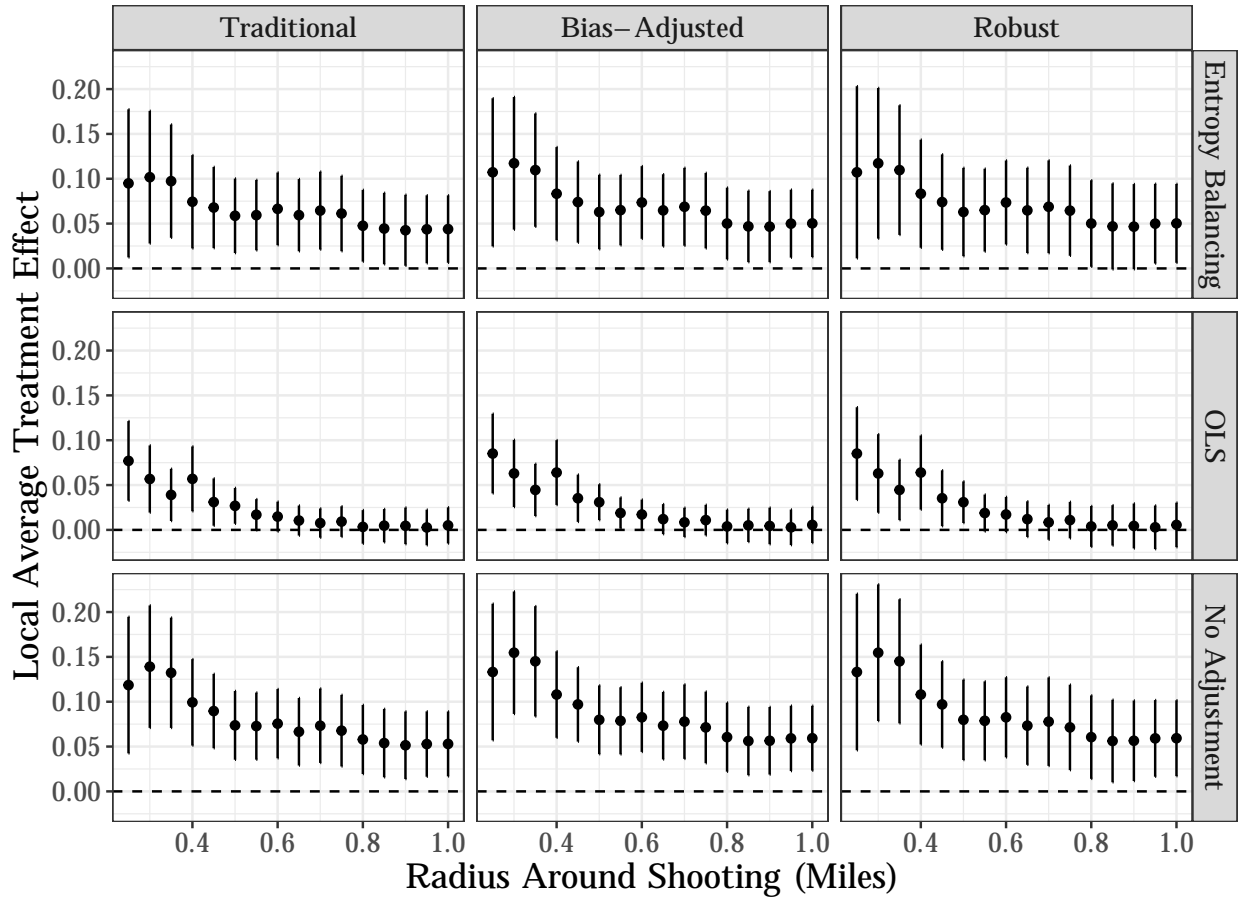 Traditional
Bias−Adjusted
Robust
Local Average Treatment Effect
0.20
0.15
0.10
0.05
0.00
Entropy Balancing
0.20
0.15
0.10
0.05
0.00
OLS
0.20
0.15
0.10
0.05
0.00
No Adjustment
0.4 0.6 0.8 1.0
0.4 0.6 0.8 1.0
0.4 0.6 0.8 1.0
Radius Around Shooting (Miles)